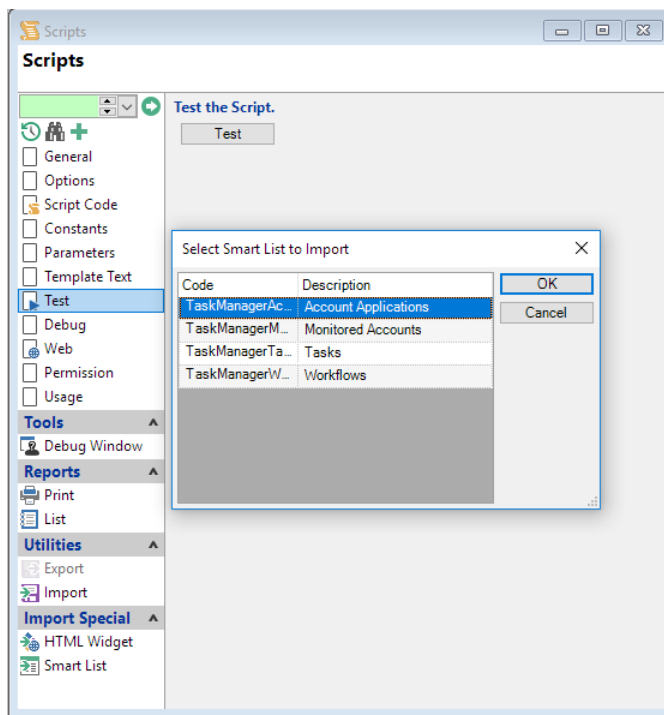 Scripts
Scripts
Test the Script.
Test
General
Options
Script Code
Constants
Parameters
Template Text
Test
Debug
Web
Permission
Usage
Tools
Debug Window
Reports
Print
List
Utilities
Export
Import
Import Special
HTML Widget
Smart List
Select Smart List to Import
Code Description
TaskManagerAc... Account Applications
TaskManagerM... Monitored Accounts
TaskManagerTa... Tasks
TaskManagerW... Workflows
OK
Cancel